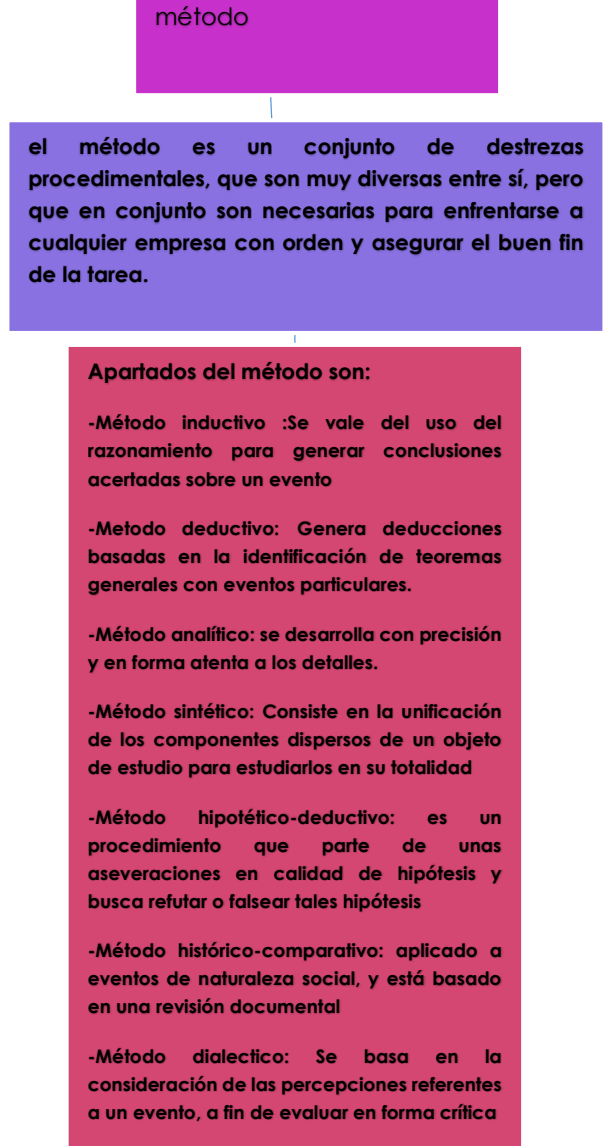 método
el método es un conjunto de destrezas
procedimentales, que son muy diversas entre sí, pero
que en conjunto son necesarias para enfrentarse a
cualquier empresa con orden y asegurar el buen fin
de la tarea.
Apartados del método son:
-Método inductivo :Se vale del uso del
razonamiento para generar conclusiones
acertadas sobre un evento
-Metodo deductivo: Genera deducciones
basadas en la identificación de teoremas
generales con eventos particulares.
-Método analítico: se desarrolla con precisión
y en forma atenta a los detalles.
-Método sintético: Consiste en la unificación
de los componentes dispersos de un objeto
de estudio para estudiarlos en su totalidad
-Método hipotético-deductivo: es un
procedimiento que parte de unas
aseveraciones en calidad de hipótesis y
busca refutar o falsear tales hipótesis
-Método histórico-comparativo: aplicado a
eventos de naturaleza social, y está basado
en una revisión documental
-Método dialectico: Se basa en la
consideración de las percepciones referentes
a un evento, a fin de evaluar en forma crítica